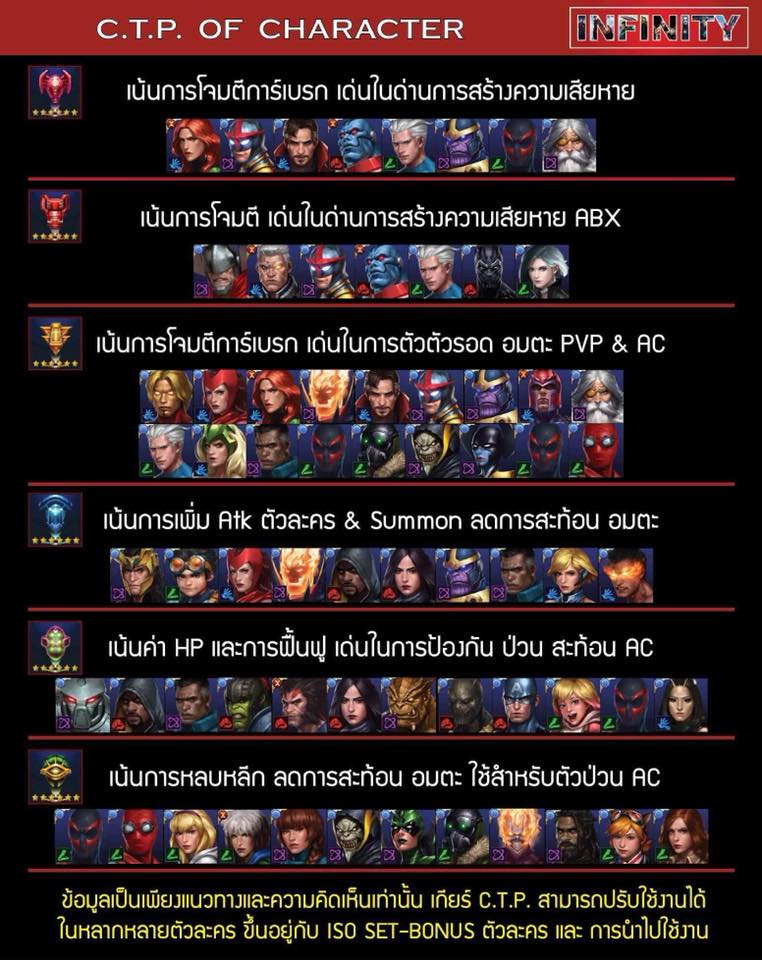 C.T.P. OF CHARACTER
INFINITY
เน้นการโจมตีการ์เบรก เด่นในด่านการสร้างความเสียหาย
เน้นการโจมตี เด่นในด่านการสร้างความเสียหาย ABX
เน้นการโจมตีการ์เบรก เด่นในการตัวตัวรอด อมตะ PVP & AC
เน้นการเพิ่ม Atk ตัวละคร & Summon ลดการสะท้อน อมตะ
เน้นค่า HP และการฟื้นฟู เด่นในการป้องกัน ป่วน สะท้อน AC
เน้นการหลบหลีก ลดการสะท้อน อมตะ ใช้สำหรับตัวป่วน AC
ข้อมูลเป็นเพียงแนวทางและความคิดเห็นเท่านั้น เกียร์ C.T.P. สามารถปรับใช้งานได้
ในหลากหลายตัวละคร ขึ้นอยู่กับ ISO SET-BONUS ตัวละคร และ การนำไปใช้งาน